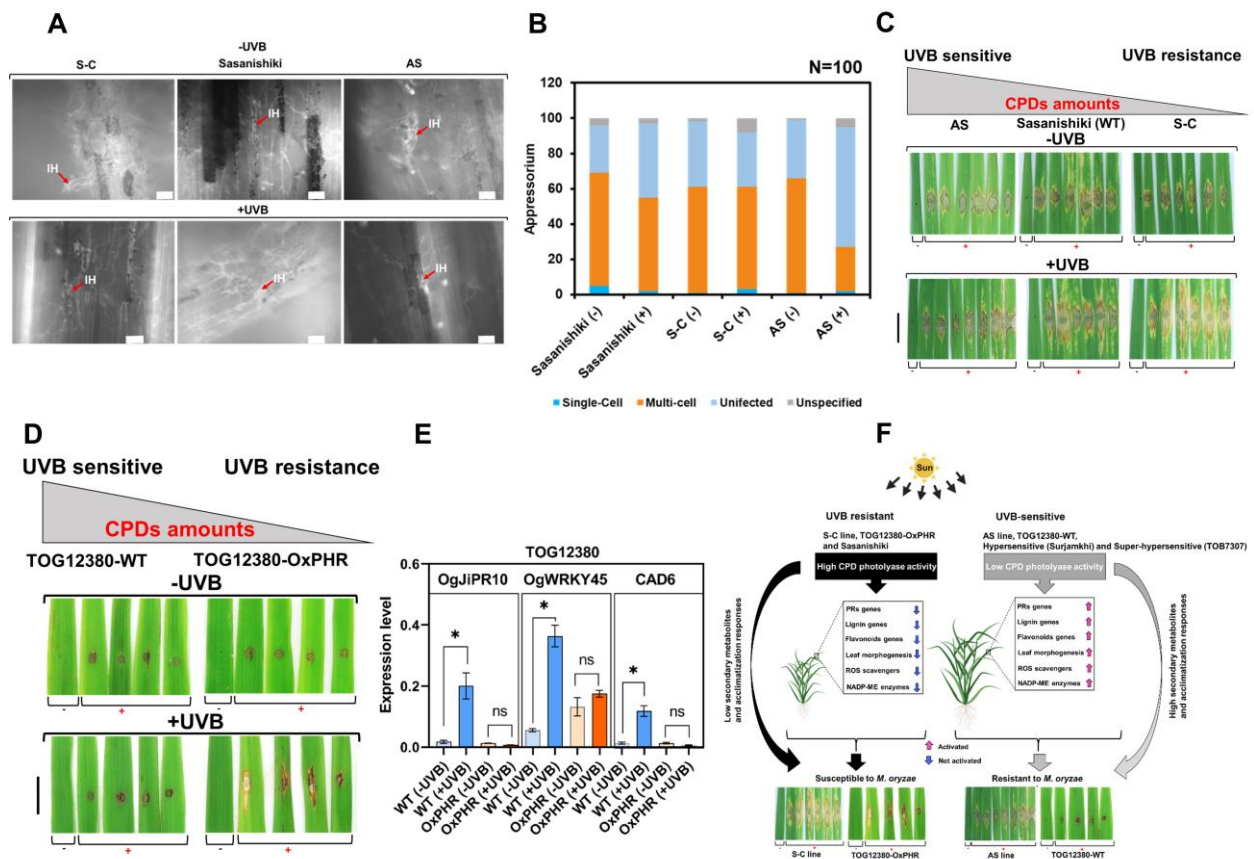 A
-UVB
S-C
Sasanishiki
AS
IH
IH
IH
+UVB
IH
IH
IH
B
N=100
120
100
80
60
40
20
0
Appressorium
Sasanishiki (-)
Sasanishiki (+)
S-C (-)
S-C (+)
AS (-)
AS (+)
Single-Cell
Multi-cell
Unifected
Unspecified
C
UVB sensitive
UVB resistance
CPDs amounts
AS
Sasanishiki (WT)
S-C
-UVB
- + - + - +
+UVB
- + - + - +
D
UVB sensitive
UVB resistance
CPDs amounts
TOG12380-WT
TOG12380-OxPHR
-UVB
- + - +
+UVB
- + - +
E
TOG12380
OgJiPR10
OgWRKY45
CAD6
0.6
0.4
0.2
0.0
Expression level
* ns * ns * ns
WT (-UVB)
WT (+UVB)
OxPHR (-UVB)
OxPHR (+UVB)
WT (-UVB)
WT (+UVB)
OxPHR (-UVB)
OxPHR (+UVB)
WT (-UVB)
WT (+UVB)
OxPHR (-UVB)
OxPHR (+UVB)
F
Sun
UVB resistant
S-C line, TOG12380-OxPHR
and Sasanishiki
High CPD photolyase activity
PRs genes
Lignin genes
Flavonoids genes
Leaf morphogenesis
ROS scavengers
NADP-ME enzymes
Low secondary metabolites
and acclimatization responses
UVB-sensitive
AS line, TOG12380-WT,
Hypersensitive (Surjamkhi) and Super-hypersensitive (TOB7307)
Low CPD photolyase activity
PRs genes
Lignin genes
Flavonoids genes
Leaf morphogenesis
ROS scavengers
NADP-ME enzymes
High secondary metabolites
and acclimatization responses
Activated
Not activated
Susceptible to M. oryzae
Resistant to M. oryzae
- + - +
- + - +
S-C line
TOG12380-OxPHR
AS line
TOG12380-WT